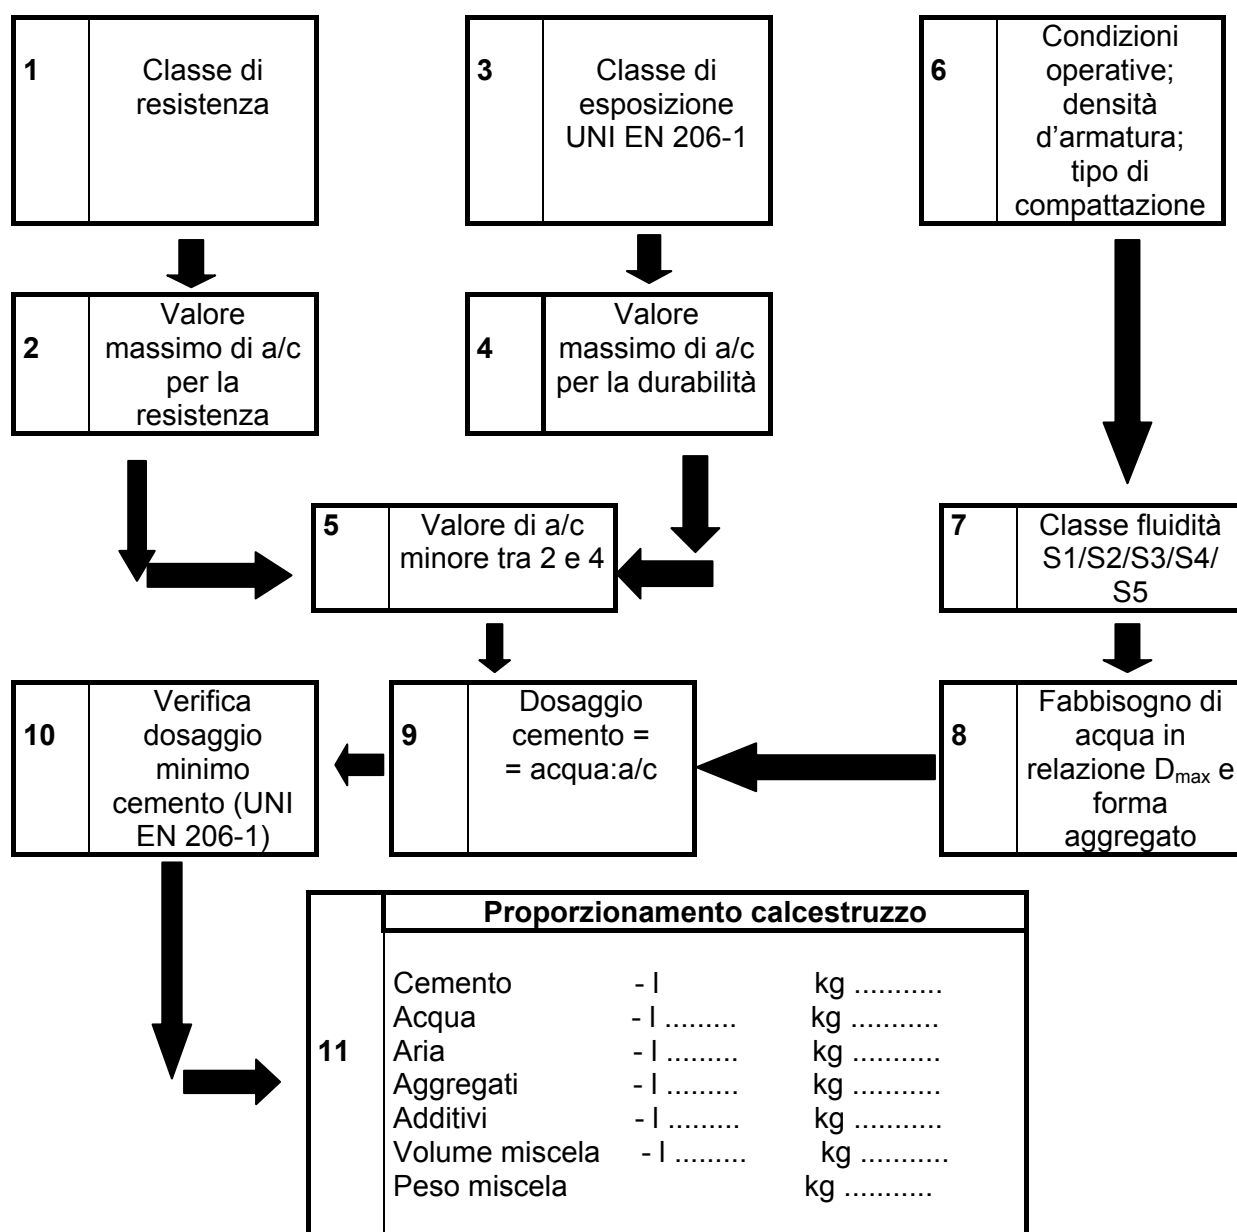 1
Classe di
resistenza
3
Classe di
esposizione
UNI EN 206-1
6
Condizioni
operative;
densità
d’armatura;
tipo di
compattazione
2
Valore
massimo di a/c
per la
resistenza
4
Valore
massimo di a/c
per la durabilità
5
Valore di a/c
minore tra 2 e 4
7
Classe fluidità
S1/S2/S3/S4/
S5
10
Verifica
dosaggio
minimo
cemento (UNI
EN 206-1)
9
Dosaggio
cemento =
= acqua:a/c
8
Fabbisogno di
acqua in
relazione Dmax e
forma
aggregato
11
Proporzionamento calcestruzzo
Cemento - l kg ...........
Acqua - l ......... kg ...........
Aria - l ......... kg ...........
Aggregati - l ......... kg ...........
Additivi - l ......... kg ...........
Volume miscela - l ......... kg ...........
Peso miscela kg ...........